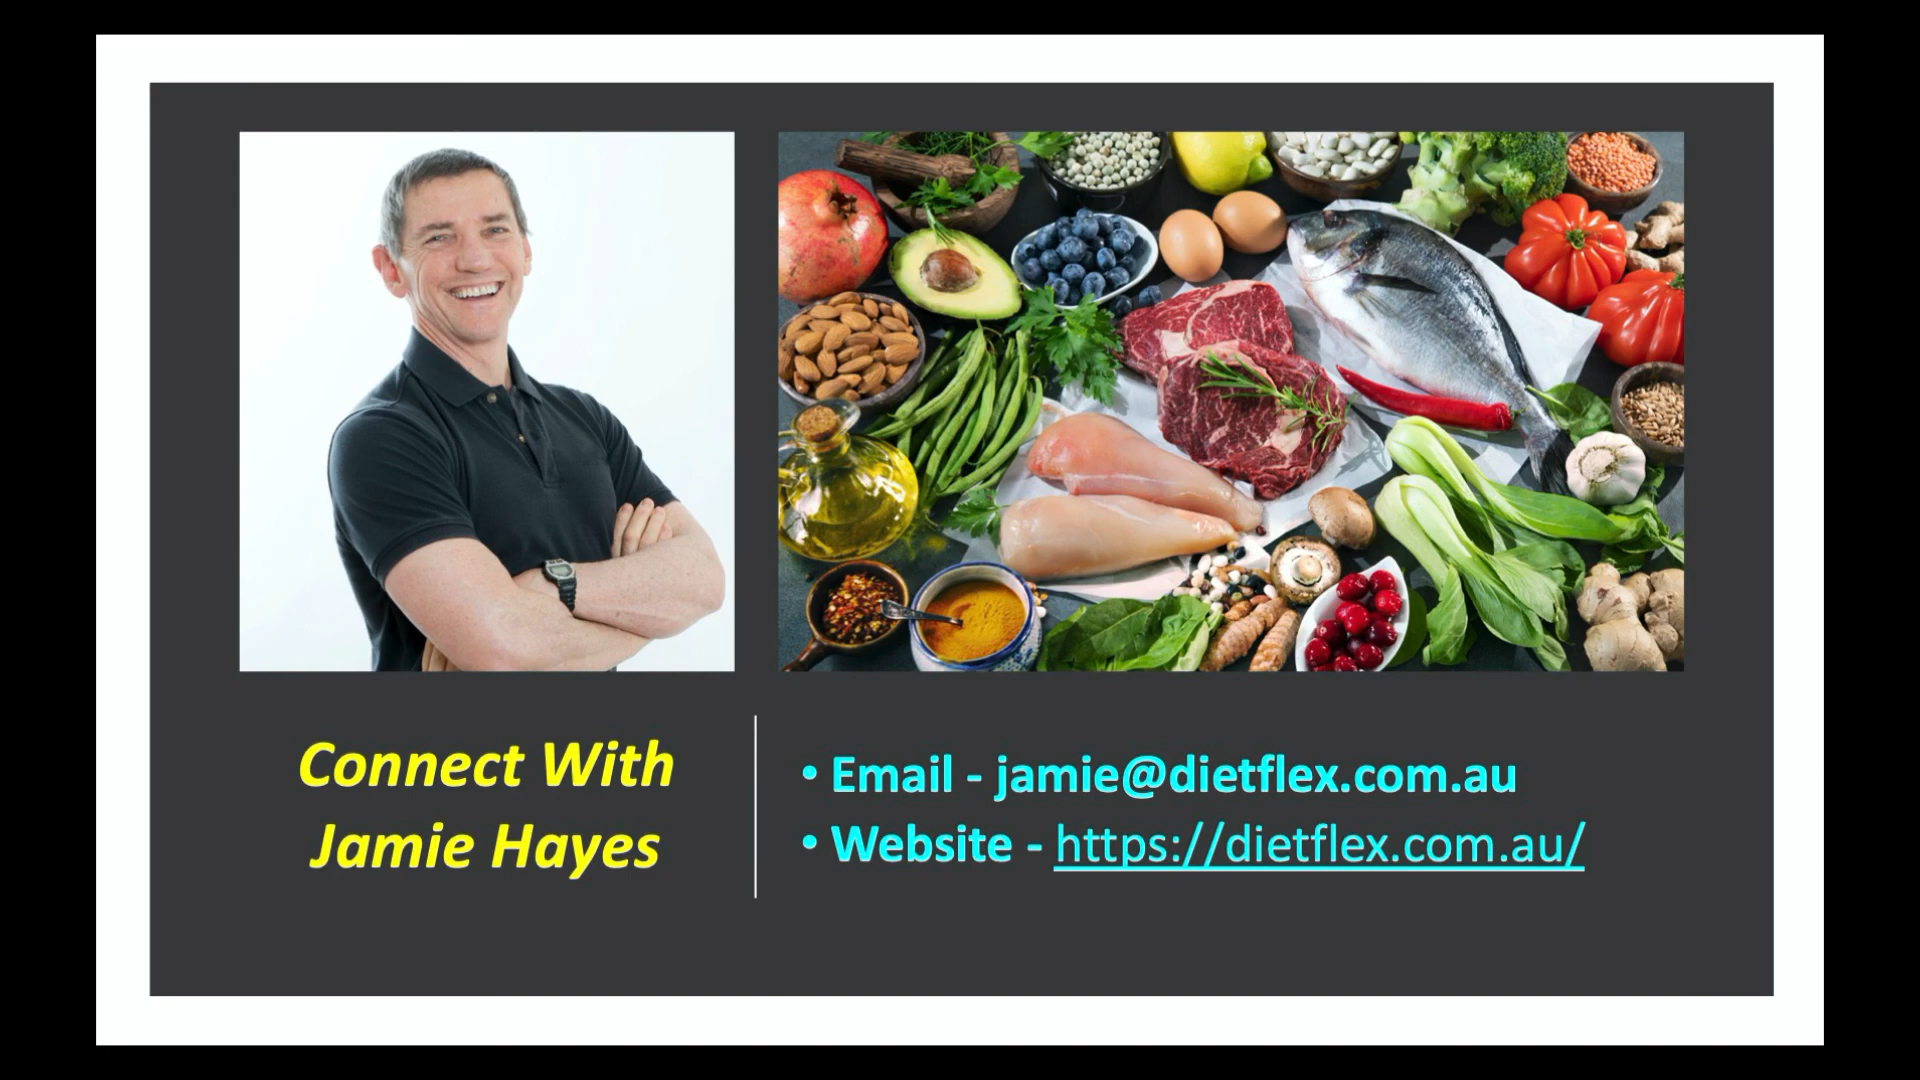 Connect With
Jamie Hayes
• Email - jamie@dietflex.com.au
• Website - https://dietflex.com.au/